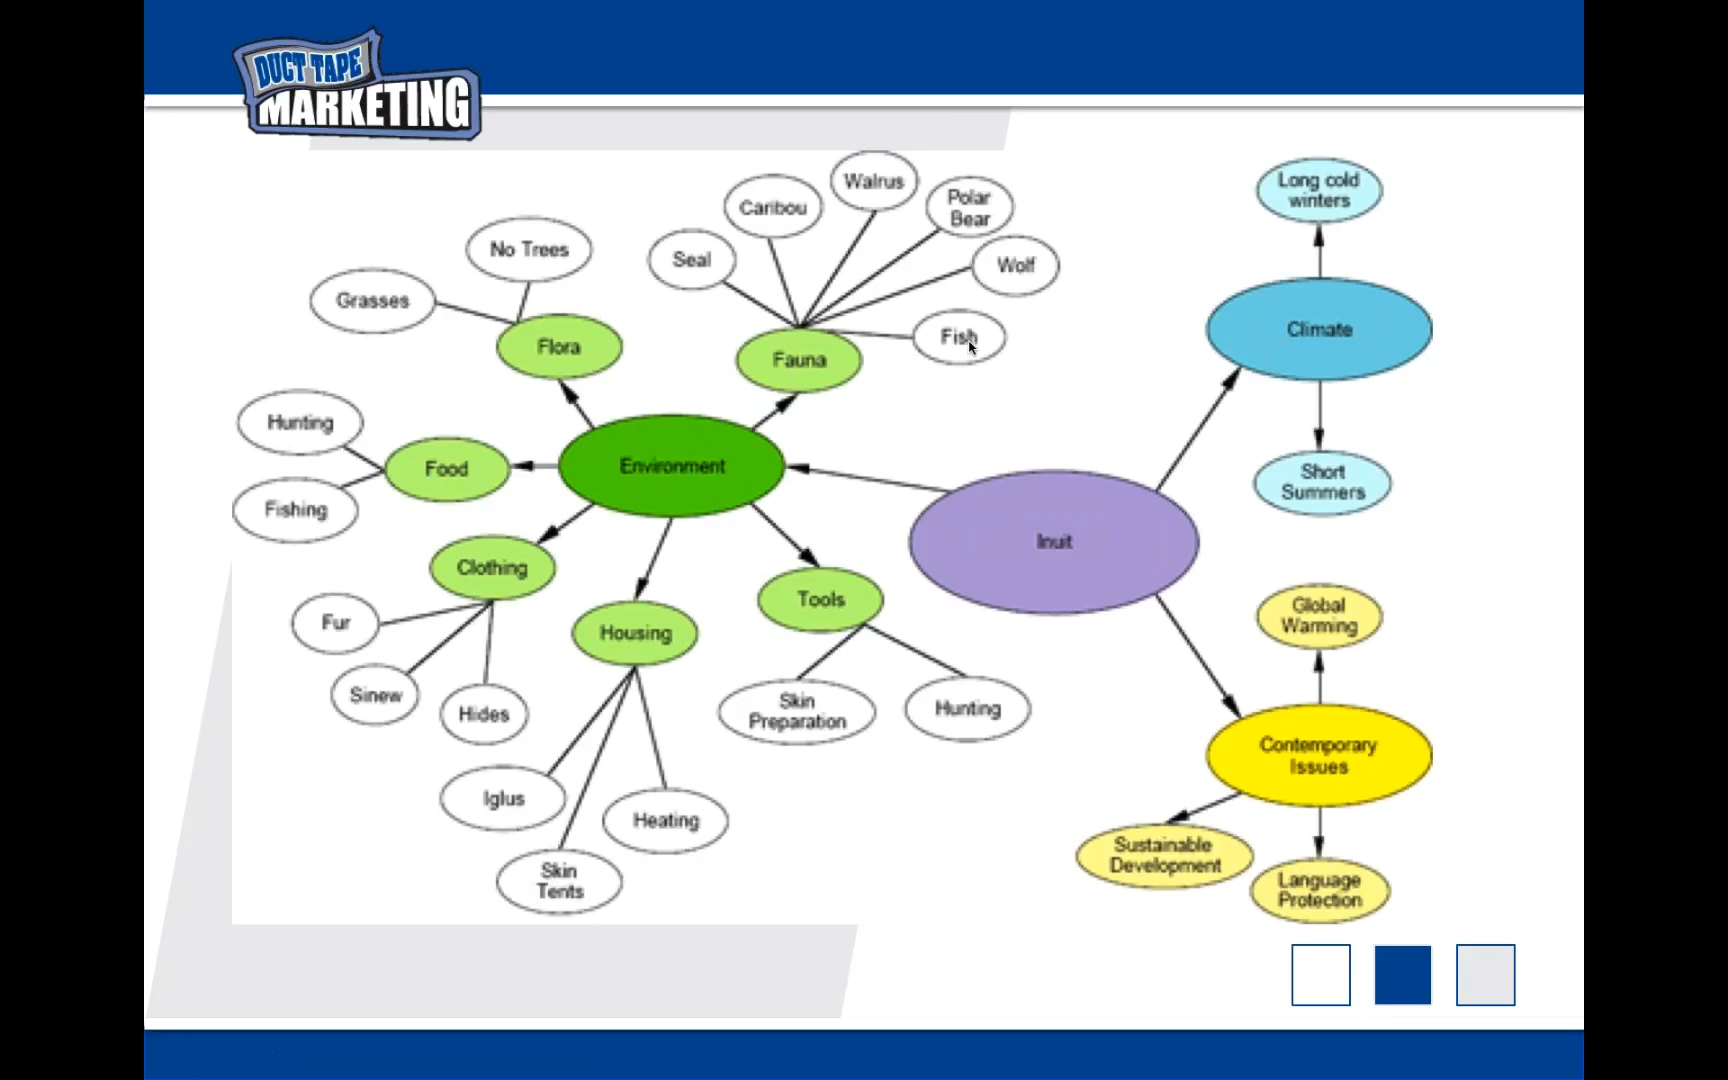 DUCT TAPE
MARKETING
Walrus
Caribou
Polar
Bear
Long cold
winters
No Trees
Seal
Wolf
Grasses
Fish
Climate
Flora
Fauna
Hunting
Food
Environment
Short
Summers
Fishing
Inuit
Clothing
Tools
Global
Warming
Fur
Housing
Sinew
Hides
Skin
Preparation
Hunting
Contemporary
Issues
Iglus
Heating
Sustainable
Development
Skin
Tents
Language
Protection